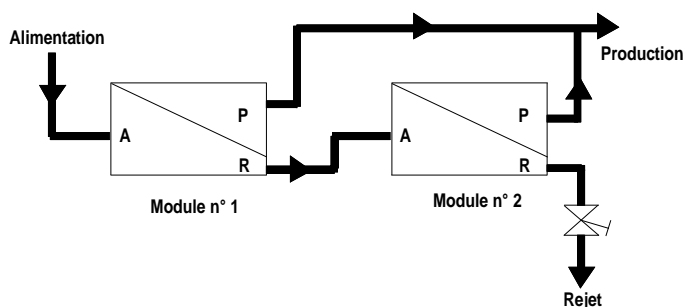 Alimentation
Production
P
A
R
P
A
R
Module n° 1
Module n° 2
Rejet